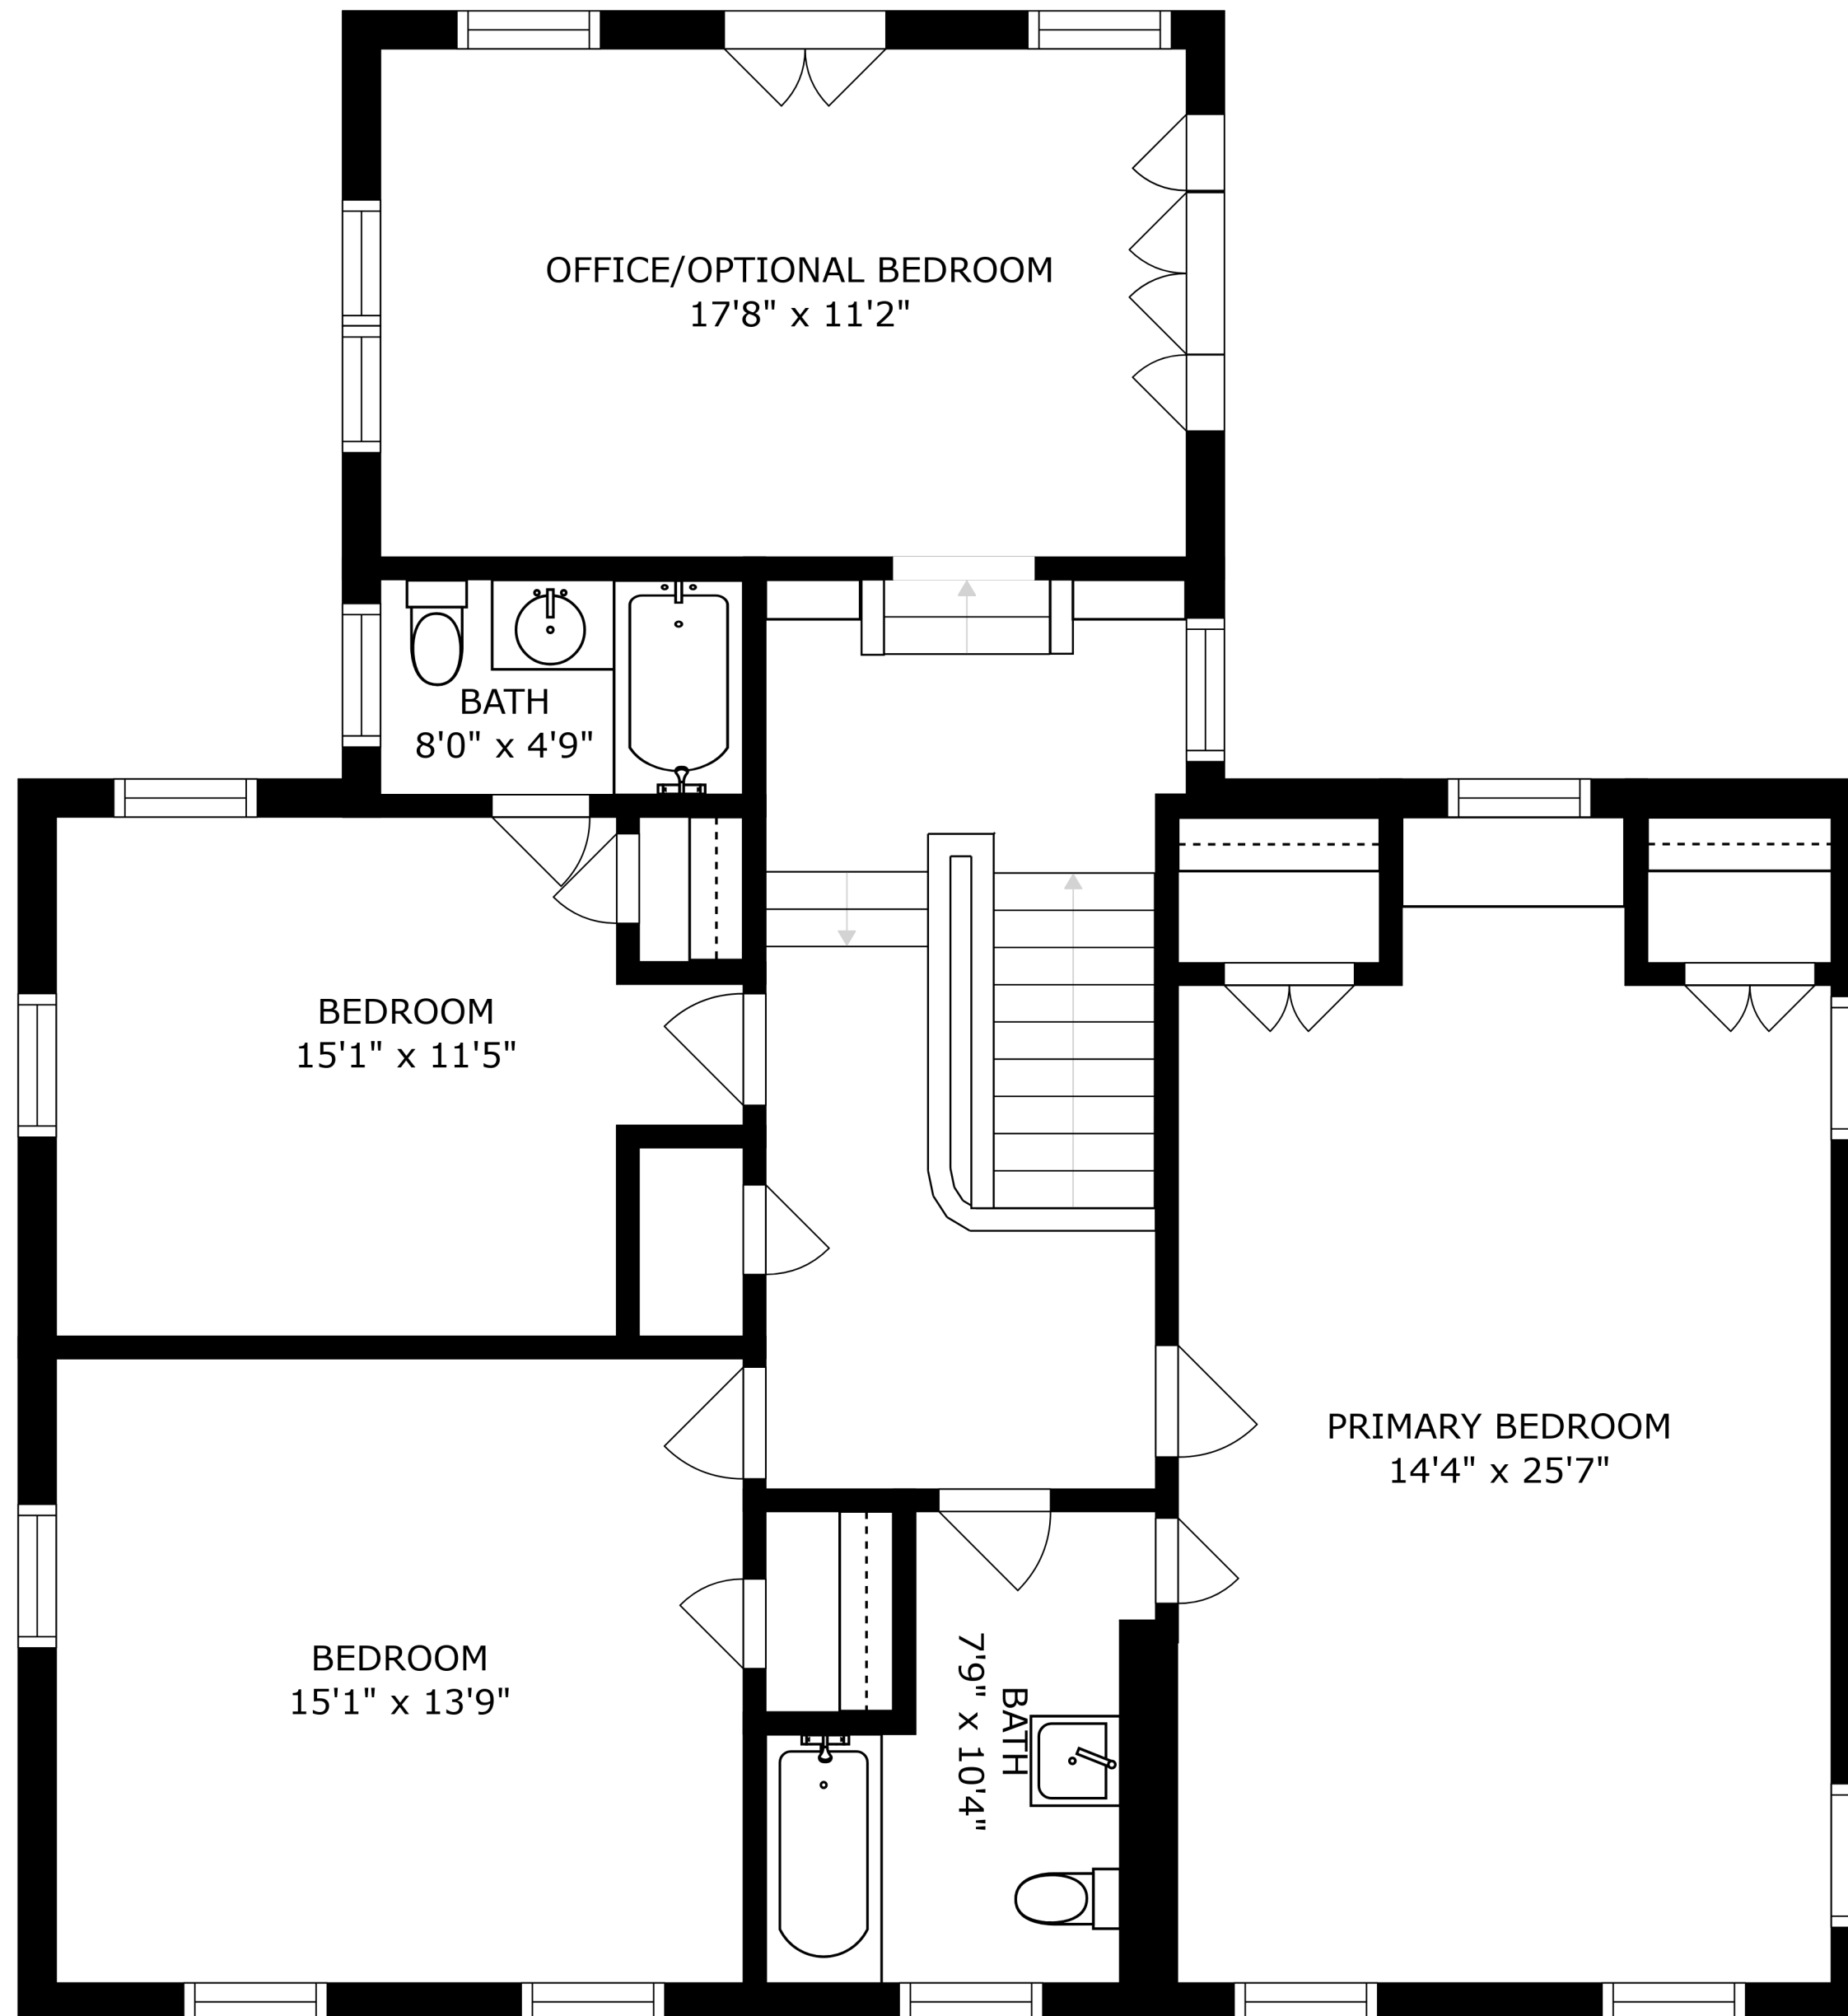 OFFICE/OPTIONAL BEDROOM
17'8" x 11'2"
BATH
8'0" x 4'9"
BEDROOM
15'1" x 11'5"
PRIMARY BEDROOM
14'4" x 25'7"
BEDROOM
15'1" x 13'9"
BATH
7'9" x 10'4"